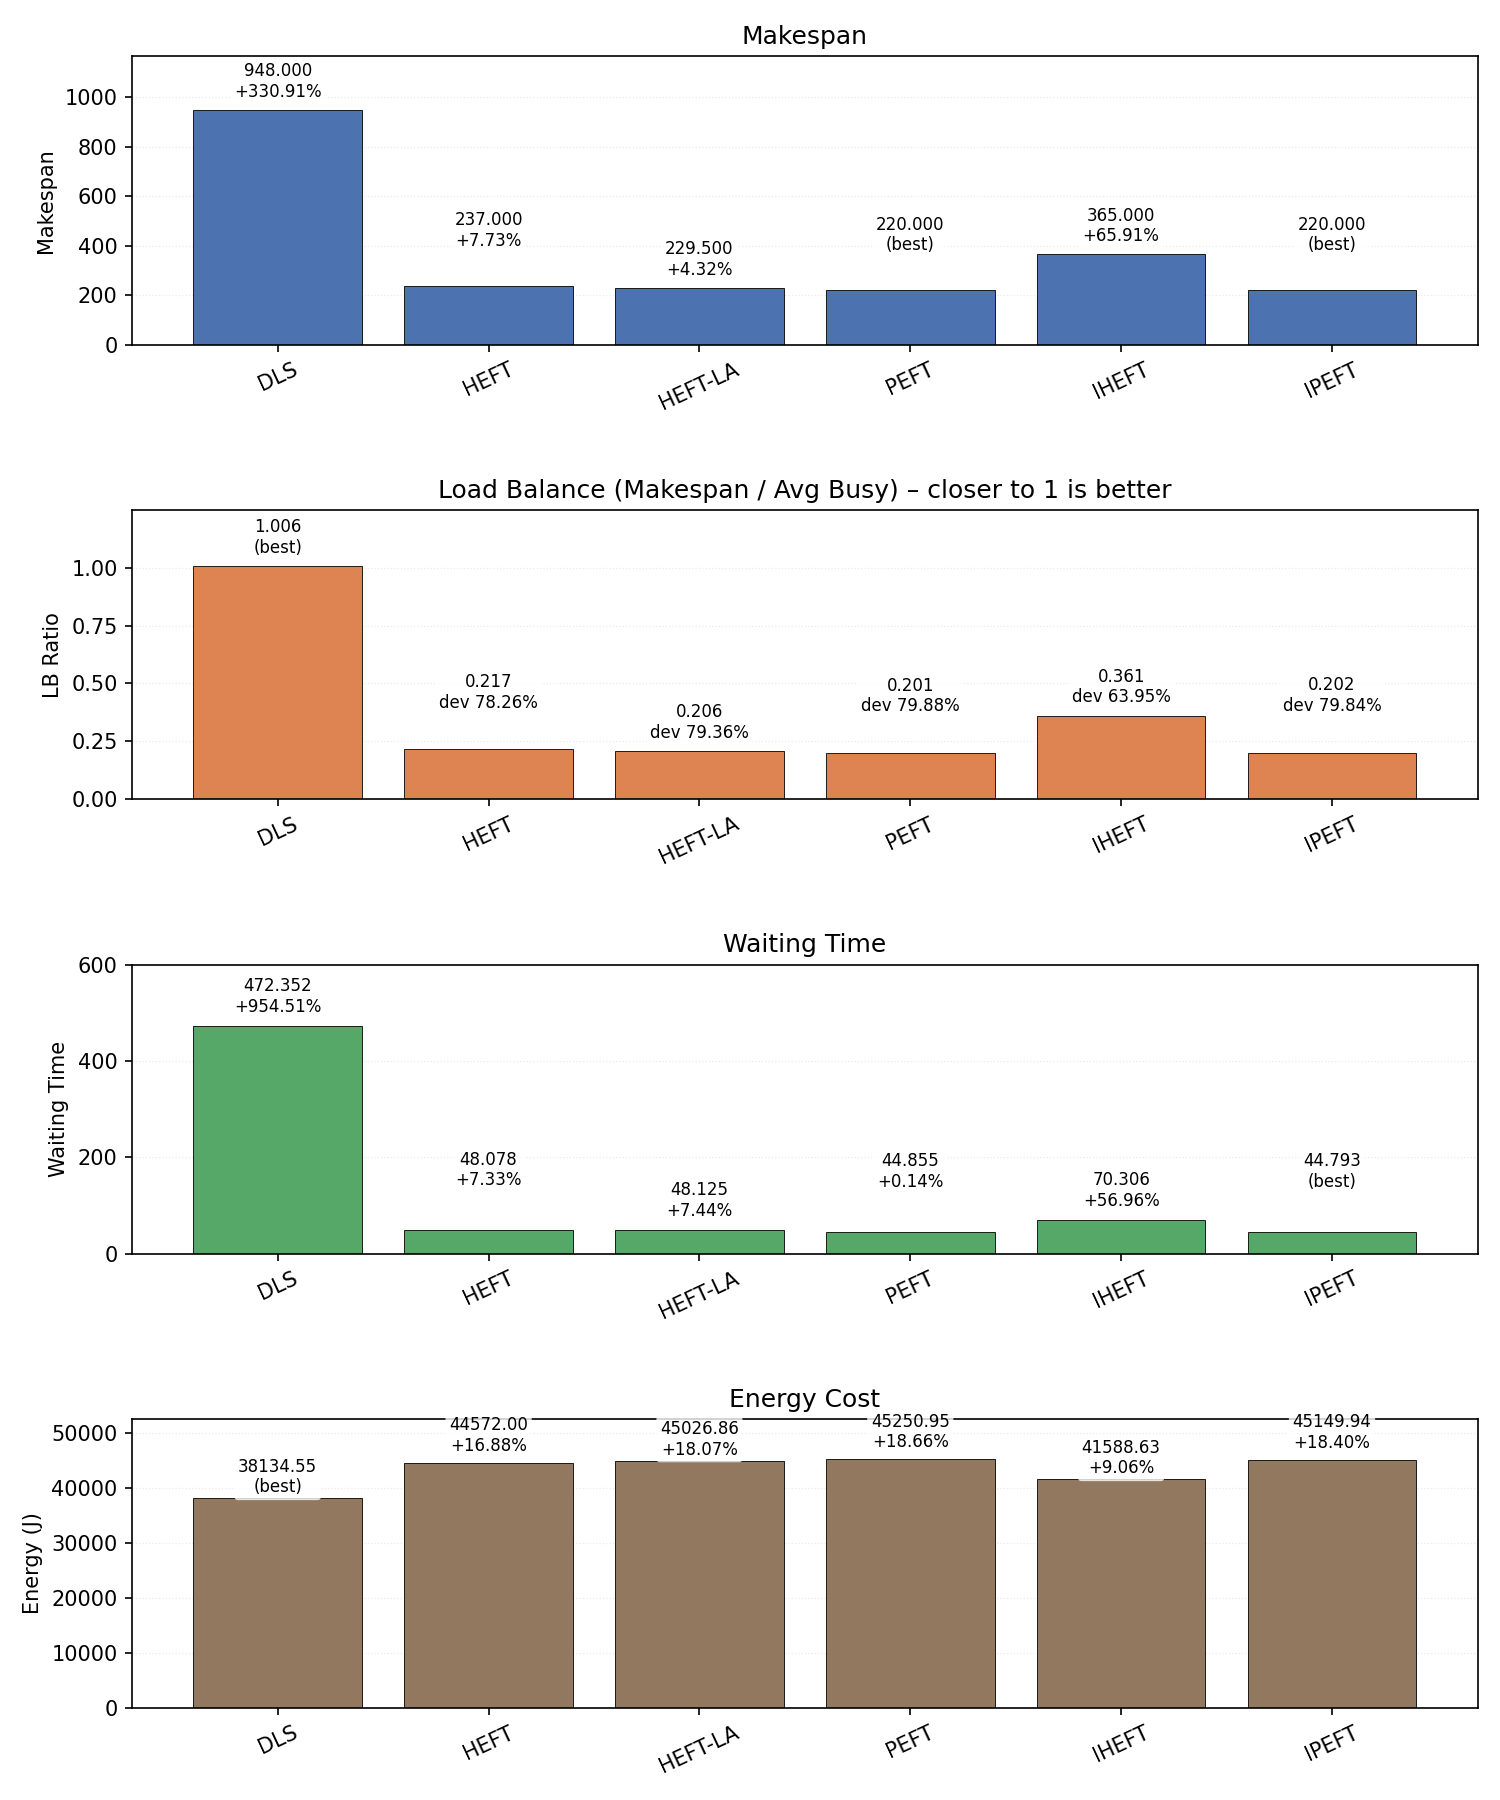 Makespan
Makespan
1000
800
600
400
200
0
948.000
+330.91%
237.000
+7.73%
229.500
+4.32%
220.000
(best)
365.000
+65.91%
220.000
(best)
DLS
HEFT
HEFT-LA
PEFT
IHEFT
IPEFT
Load Balance (Makespan / Avg Busy) – closer to 1 is better
LB Ratio
1.00
0.75
0.50
0.25
0.00
1.006
(best)
0.217
dev 78.26%
0.206
dev 79.36%
0.201
dev 79.88%
0.361
dev 63.95%
0.202
dev 79.84%
DLS
HEFT
HEFT-LA
PEFT
IHEFT
IPEFT
Waiting Time
Waiting Time
600
400
200
0
472.352
+954.51%
48.078
+7.33%
48.125
+7.44%
44.855
+0.14%
70.306
+56.96%
44.793
(best)
DLS
HEFT
HEFT-LA
PEFT
IHEFT
IPEFT
Energy Cost
Energy (J)
50000
40000
30000
20000
10000
0
38134.55
(best)
44572.00
+16.88%
45026.86
+18.07%
45250.95
+18.66%
41588.63
+9.06%
45149.94
+18.40%
DLS
HEFT
HEFT-LA
PEFT
IHEFT
IPEFT